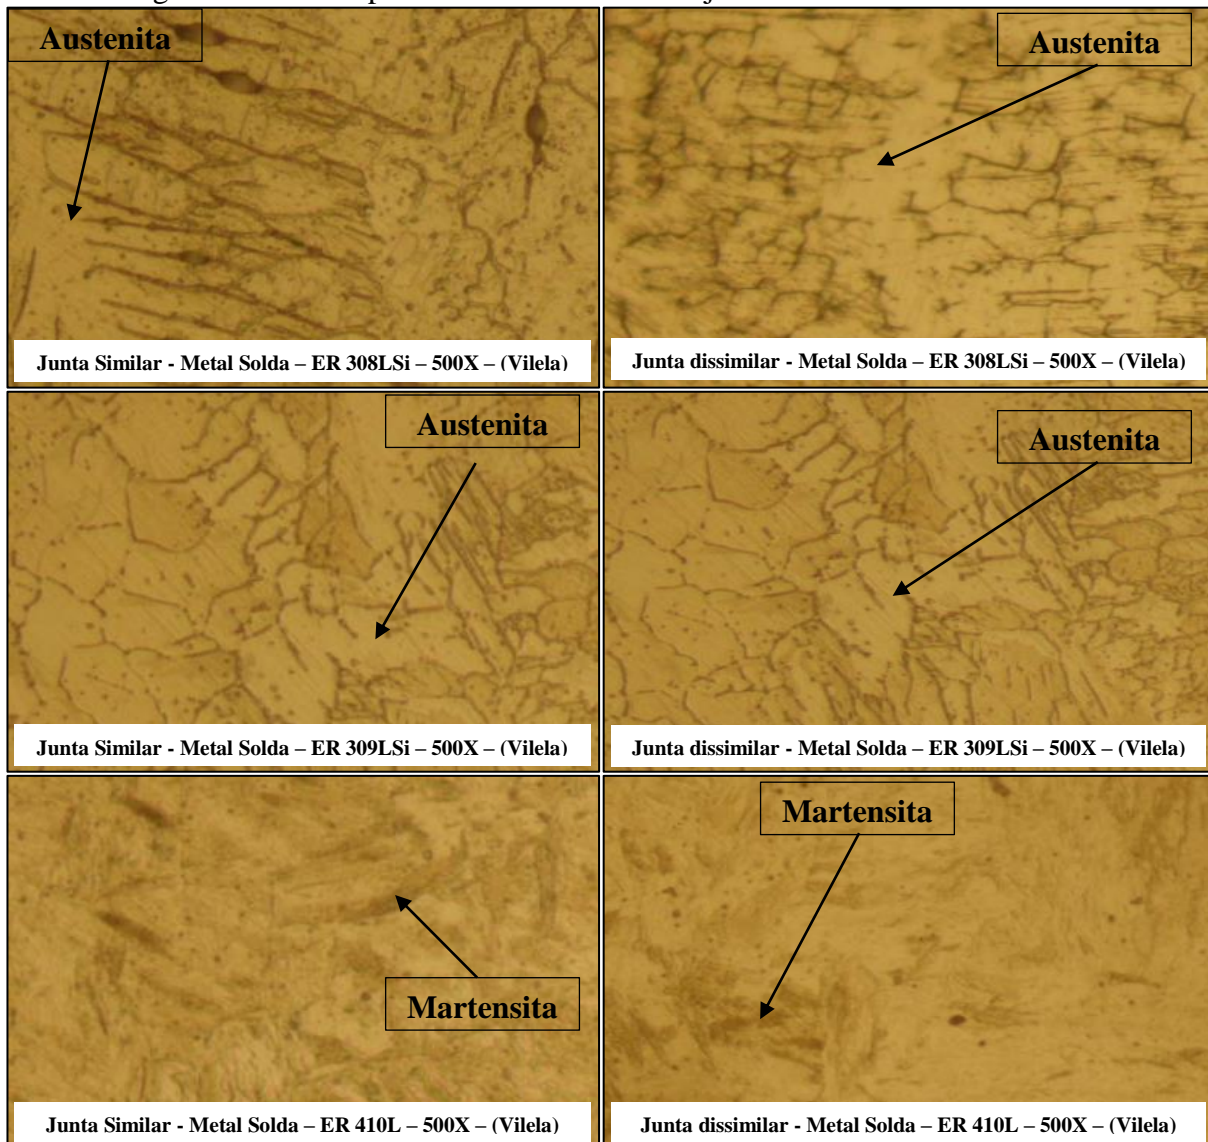 Austenita
Austenita
Junta Similar - Metal Solda – ER 308LSi – 500X – (Vilela)
Junta dissimilar - Metal Solda – ER 308LSi – 500X – (Vilela)
Austenita
Austenita
Junta Similar - Metal Solda – ER 309LSi – 500X – (Vilela)
Junta dissimilar - Metal Solda – ER 309LSi – 500X – (Vilela)
Martensita
Martensita
Junta Similar - Metal Solda – ER 410L – 500X – (Vilela)
Junta dissimilar - Metal Solda – ER 410L – 500X – (Vilela)